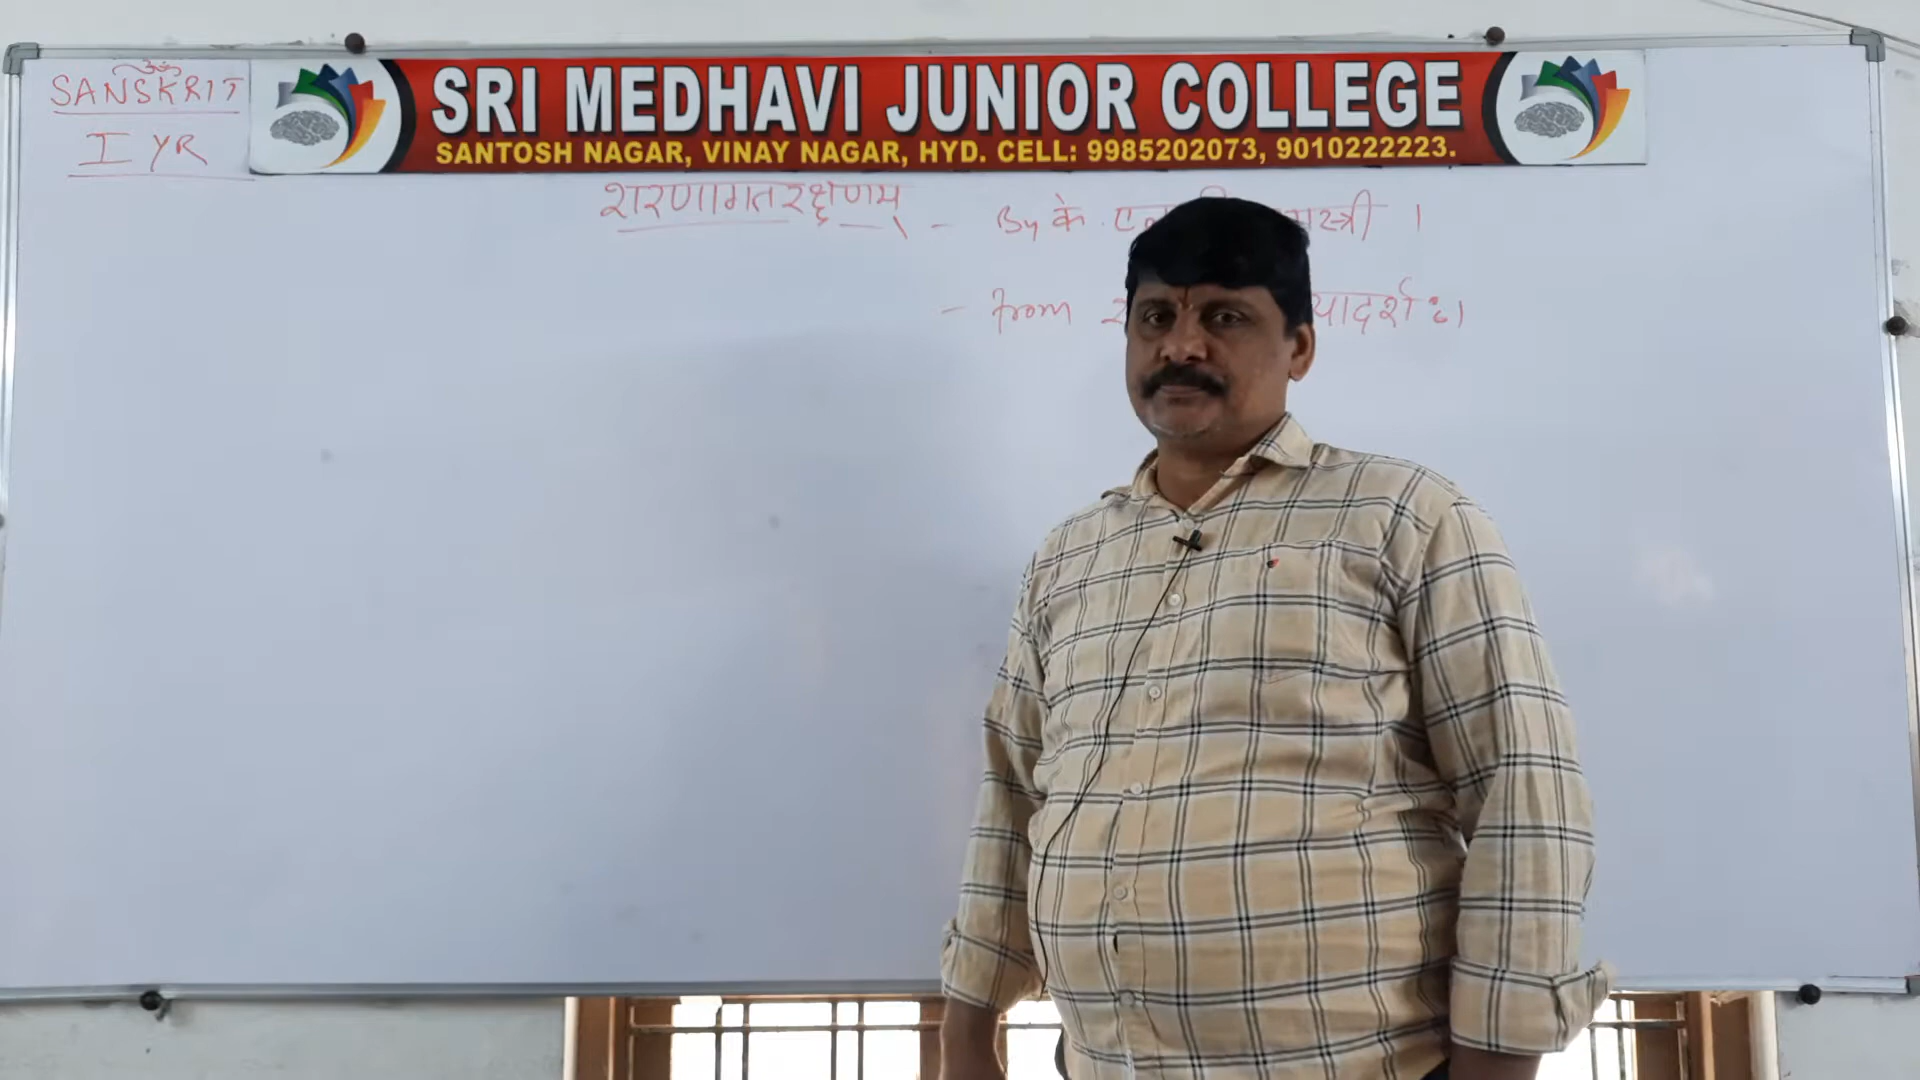 ॐ
SANSKRIT
I YR
SRI MEDHAVI JUNIOR COLLEGE
SANTOSH NAGAR, VINAY NAGAR, HYD. CELL: 9985202073, 9010222223.
शरणागतरक्षणम् - By के.
- From